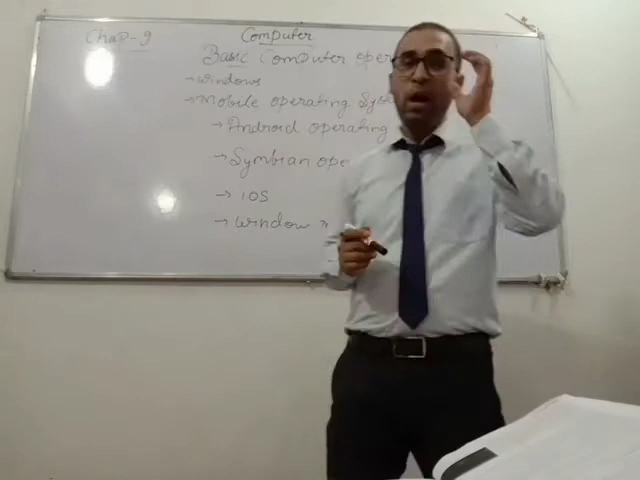 Chap-9
Computer
Basic Computer oper
→ Windows
→ Mobile operating Sys
→ Android operating
→ Symbian ope
→ iOS
→ Window